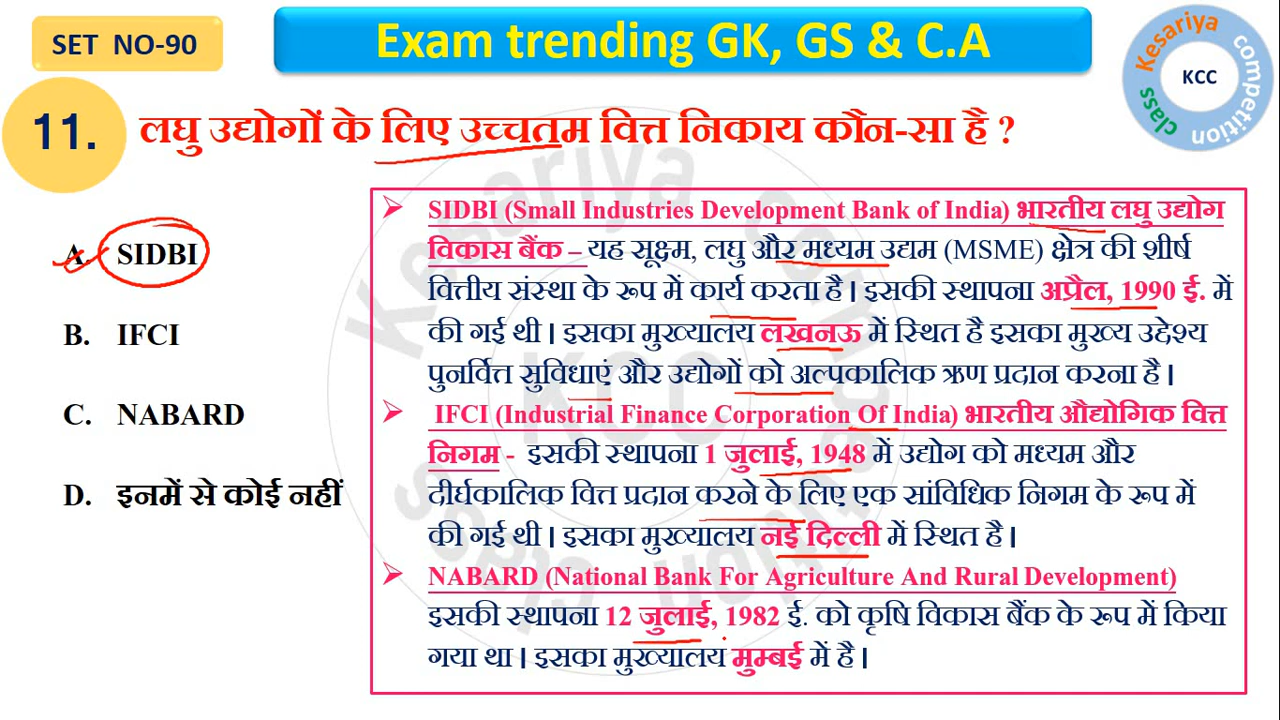 SET NO-90
Exam trending GK, GS & C.A
Kesariya competition class
KCC
11.
लघु उद्योगों के लिए उच्चतम वित्त निकाय कौन-सा है ?
A. SIDBI
B. IFCI
C. NABARD
D. इनमें से कोई नहीं
➢ SIDBI (Small Industries Development Bank of India) भारतीय लघु उद्योग
विकास बैंक – यह सूक्ष्म, लघु और मध्यम उद्यम (MSME) क्षेत्र की शीर्ष
वित्तीय संस्था के रूप में कार्य करता है। इसकी स्थापना अप्रैल, 1990 ई. में
की गई थी। इसका मुख्यालय लखनऊ में स्थित है इसका मुख्य उद्देश्य
पुनर्वित्त सुविधाएं और उद्योगों को अल्पकालिक ऋण प्रदान करना है।
➢ IFCI (Industrial Finance Corporation Of India) भारतीय औद्योगिक वित्त
निगम - इसकी स्थापना 1 जुलाई, 1948 में उद्योग को मध्यम और
दीर्घकालिक वित्त प्रदान करने के लिए एक सांविधिक निगम के रूप में
की गई थी। इसका मुख्यालय नई दिल्ली में स्थित है।
➢ NABARD (National Bank For Agriculture And Rural Development)
इसकी स्थापना 12 जुलाई, 1982 ई. को कृषि विकास बैंक के रूप में किया
गया था। इसका मुख्यालय मुम्बई में है।
Kesariya Competition Class
KCC